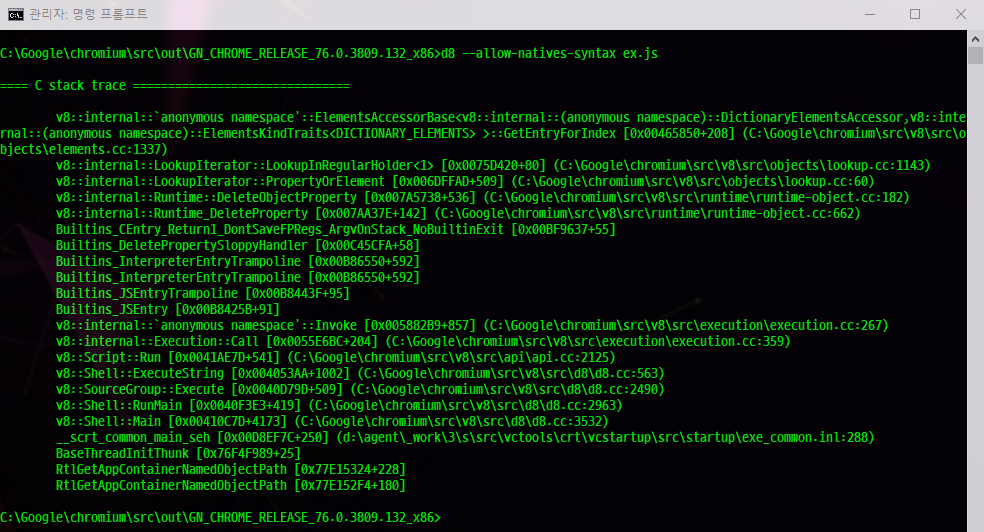 관리자: 명령 프롬프트
C:\Google\chromium\src\out\GN_CHROME_RELEASE_76.0.3809.132_x86>d8 --allow-natives-syntax ex.js
==== C stack trace ===============================
v8::internal::`anonymous namespace'::ElementsAccessorBase<v8::internal::(anonymous namespace)::DictionaryElementsAccessor,v8::inte
rnal::(anonymous namespace)::ElementsKindTraits<DICTIONARY_ELEMENTS> >::GetEntryForIndex [0x00465850+208] (C:\Google\chromium\src\v8\src\o
bjects\elements.cc:1337)
v8::internal::LookupIterator::LookupInRegularHolder<1> [0x0075D420+80] (C:\Google\chromium\src\v8\src\objects\lookup.cc:1143)
v8::internal::LookupIterator::PropertyOrElement [0x006DFFAD+509] (C:\Google\chromium\src\v8\src\objects\lookup.cc:60)
v8::internal::Runtime::DeleteObjectProperty [0x007A5738+536] (C:\Google\chromium\src\v8\src\runtime\runtime-object.cc:182)
v8::internal::Runtime_DeleteProperty [0x007AA37E+142] (C:\Google\chromium\src\v8\src\runtime\runtime-object.cc:662)
Builtins_CEntry_Return1_DontSaveFPRegs_ArgvOnStack_NoBuiltinExit [0x00BF9637+55]
Builtins_DeletePropertySloppyHandler [0x00C45CFA+58]
Builtins_InterpreterEntryTrampoline [0x00B86550+592]
Builtins_InterpreterEntryTrampoline [0x00B86550+592]
Builtins_JSEntryTrampoline [0x00B8443F+95]
Builtins_JSEntry [0x00B8425B+91]
v8::internal::`anonymous namespace'::Invoke [0x005882B9+857] (C:\Google\chromium\src\v8\src\execution\execution.cc:267)
v8::internal::Execution::Call [0x0055E6BC+204] (C:\Google\chromium\src\v8\src\execution\execution.cc:359)
v8::Script::Run [0x0041AE7D+541] (C:\Google\chromium\src\v8\src\api\api.cc:2125)
v8::Shell::ExecuteString [0x004053AA+1002] (C:\Google\chromium\src\v8\src\d8\d8.cc:563)
v8::SourceGroup::Execute [0x0040D79D+509] (C:\Google\chromium\src\v8\src\d8\d8.cc:2490)
v8::Shell::RunMain [0x0040F3E3+419] (C:\Google\chromium\src\v8\src\d8\d8.cc:2963)
v8::Shell::Main [0x00410C7D+4173] (C:\Google\chromium\src\v8\src\d8\d8.cc:3532)
__scrt_common_main_seh [0x00D8EF7C+250] (d:\agent\_work\3\s\src\vctools\crt\vcstartup\src\startup\exe_common.inl:288)
BaseThreadInitThunk [0x76F4F989+25]
RtlGetAppContainerNamedObjectPath [0x77E15324+228]
RtlGetAppContainerNamedObjectPath [0x77E152F4+180]
C:\Google\chromium\src\out\GN_CHROME_RELEASE_76.0.3809.132_x86>